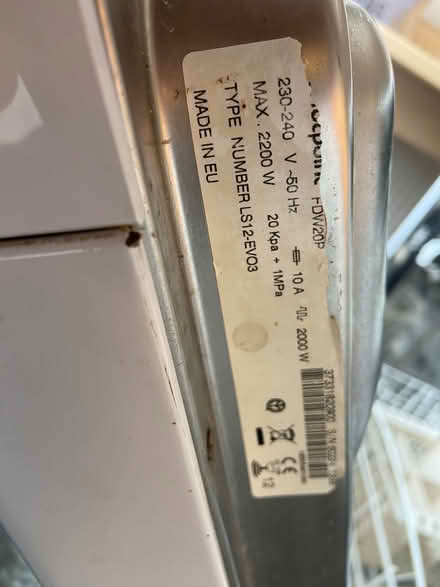 FDW20P
230-240 V ~50 Hz 10 A 2000 W
MAX. 2200 W 20 Kpa ÷ 1MPa
TYPE NUMBER LS12-EVO3
MADE IN EU
CE
12